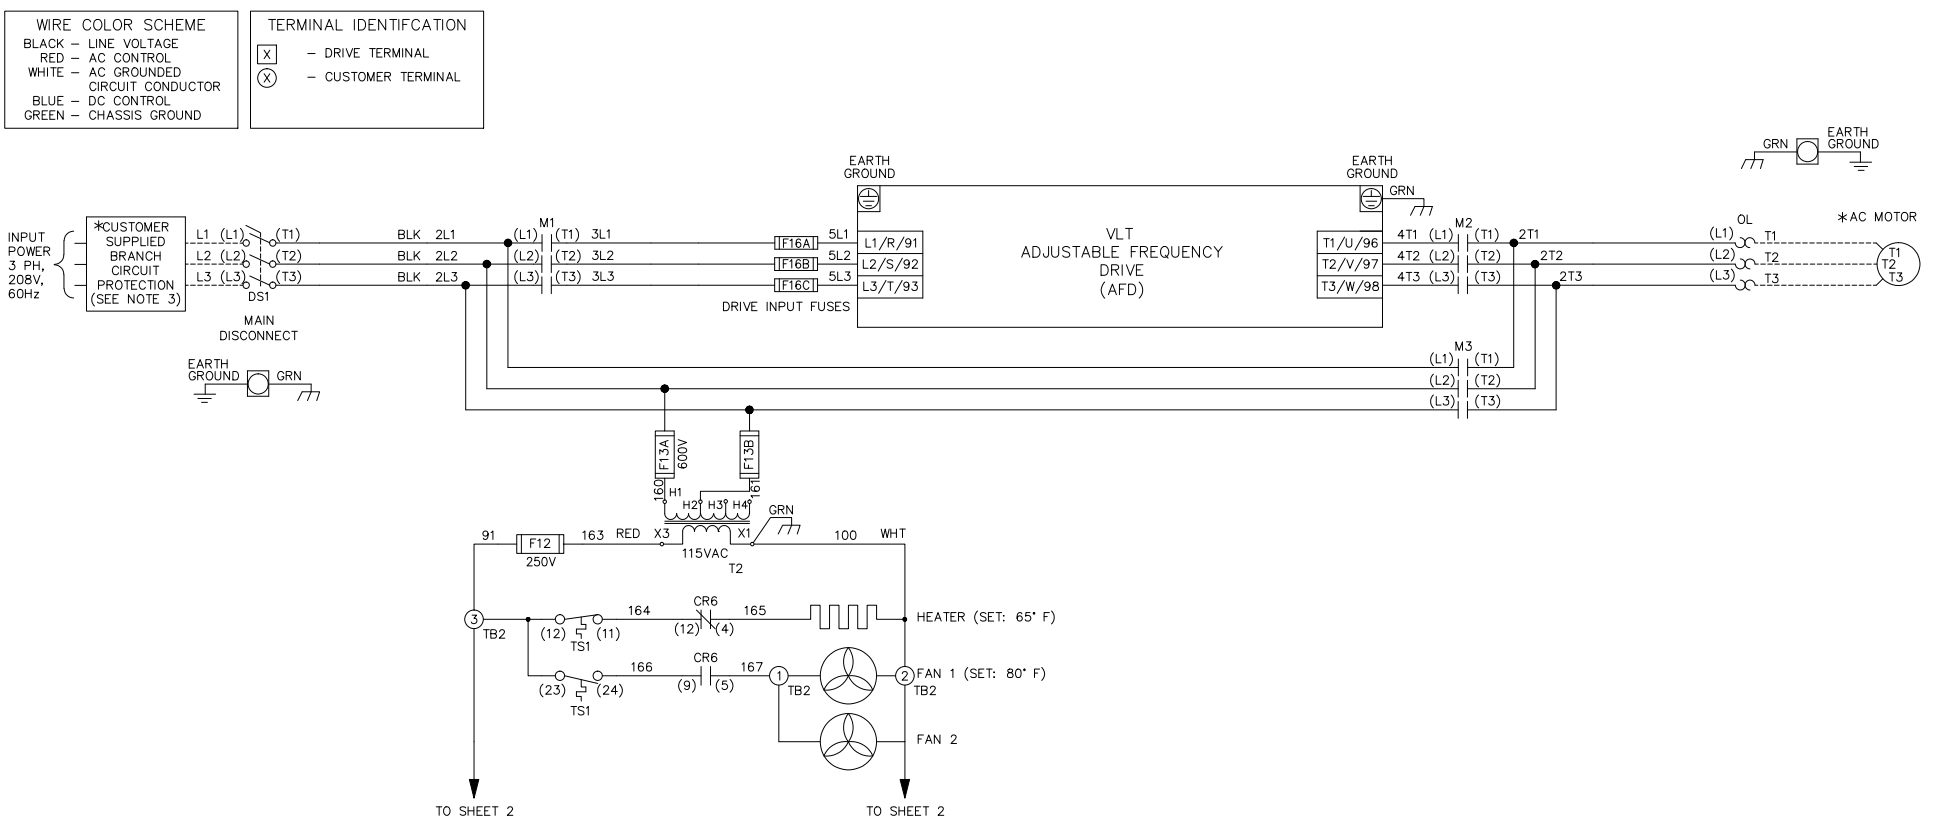 WIRE COLOR SCHEME
BLACK – LINE VOLTAGE
RED – AC CONTROL
WHITE – AC GROUNDED
CIRCUIT CONDUCTOR
BLUE – DC CONTROL
GREEN – CHASSIS GROUND
TERMINAL IDENTIFCATION
X – DRIVE TERMINAL
X – CUSTOMER TERMINAL
INPUT
POWER
3 PH,
208V,
60Hz
*CUSTOMER
SUPPLIED
BRANCH
CIRCUIT
PROTECTION
(SEE NOTE 3)
L1 (L1) (T1) BLK 2L1 (L1) M1 (T1) 3L1 F16A 5L1 L1/R/91
L2 (L2) (T2) BLK 2L2 (L2) (T2) 3L2 F16B 5L2 L2/S/92
L3 (L3) (T3) BLK 2L3 (L3) (T3) 3L3 F16C 5L3 L3/T/93
DS1
MAIN
DISCONNECT
EARTH
GROUND GRN
DRIVE INPUT FUSES
EARTH
GROUND
VLT
ADJUSTABLE FREQUENCY
DRIVE
(AFD)
EARTH
GROUND
GRN
T1/U/96 4T1 (L1) M2 (T1) 2T1 (L1) OL T1
T2/V/97 4T2 (L2) (T2) 2T2 (L2) T2
T3/W/98 4T3 (L3) (T3) 2T3 (L3) T3
GRN EARTH
GROUND
*AC MOTOR
T1
T2
T3
M3
(L1) (T1)
(L2) (T2)
(L3) (T3)
F13A
600V
F13B
160
161
H1
H2 H3 H4
GRN
91 F12 163 RED X3 X1 100 WHT
250V
115VAC
T2
3
TB2
(12) (11)
TS1
164
CR6
(12) (4)
165
HEATER (SET: 65° F)
(23) (24)
TS1
166
CR6
(9) (5)
167
1
TB2
2
TB2
FAN 1 (SET: 80° F)
FAN 2
TO SHEET 2
TO SHEET 2